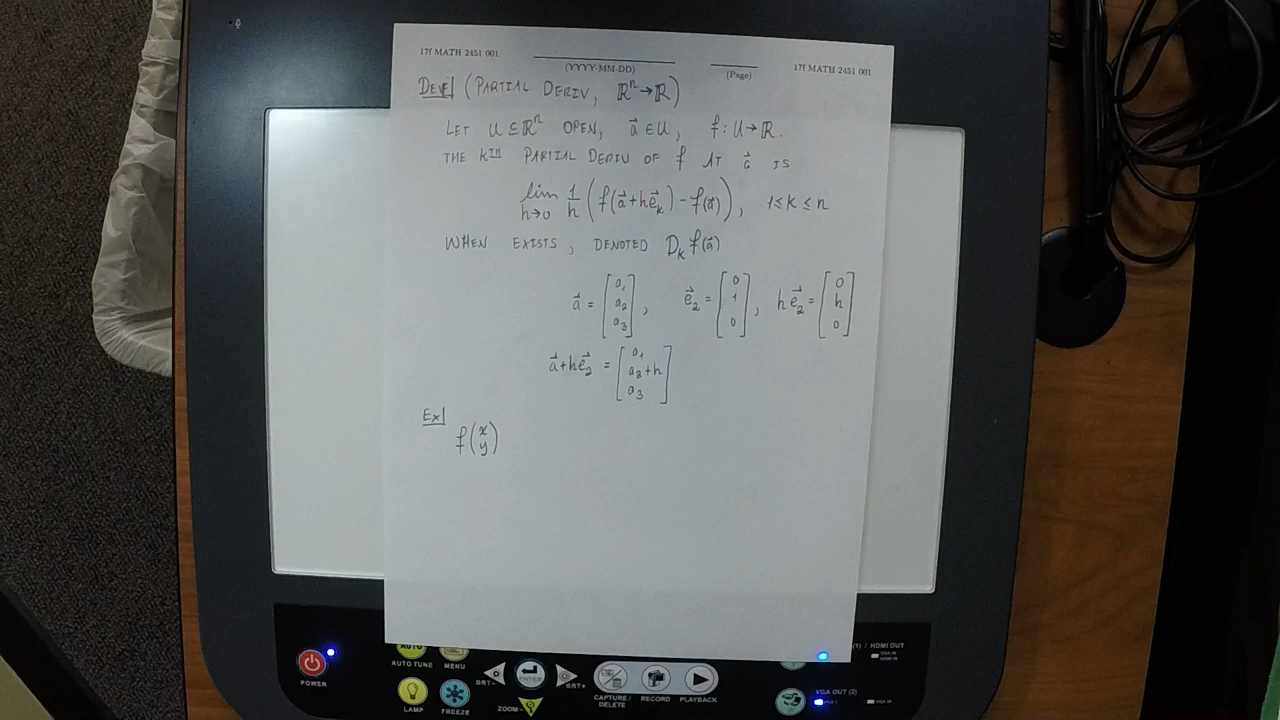 17f MATH 2451 001
(YYYY-MM-DD)
(Page)
17f MATH 2451 001
(PARTIAL DERIV, ℝⁿ→ℝ)
LET U ⊆ ℝⁿ OPEN, a⃗ ∈ U, f: U→ℝ.
THE KTH PARTIAL DERIV OF f AT a⃗ IS
lim h→0 1/h (f(a⃗+he⃗ₖ) - f(a⃗)), 1≤K≤n
WHEN EXISTS, DENOTED Dₖf(a⃗)
a⃗ = [a₁ a₂ a₃], e⃗₂ = [0 1 0], he⃗₂ = [0 h 0]
a⃗+he⃗₂ = [a₁ a₂+h a₃]
Ex|
f(x y)
POWER
AUTO
AUTO TUNE
MENU
LAMP
FREEZE
BRT-
ENTER
BRT+
ZOOM-
CAPTURE / DELETE
RECORD
PLAYBACK
HDMI OUT
VGA OUT (2)